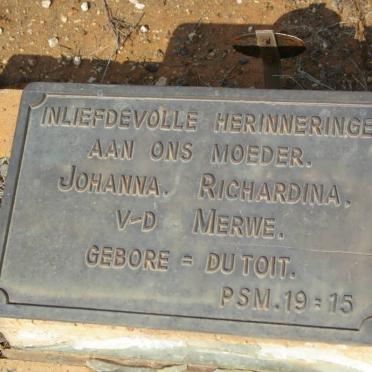 INLIEFDEVOLLE HERINNERINGE
AAN ONS MOEDER.
JOHANNA. RICHARDINA.
V-D MERWE.
GEBORE = DU TOIT.
PSM.19=15